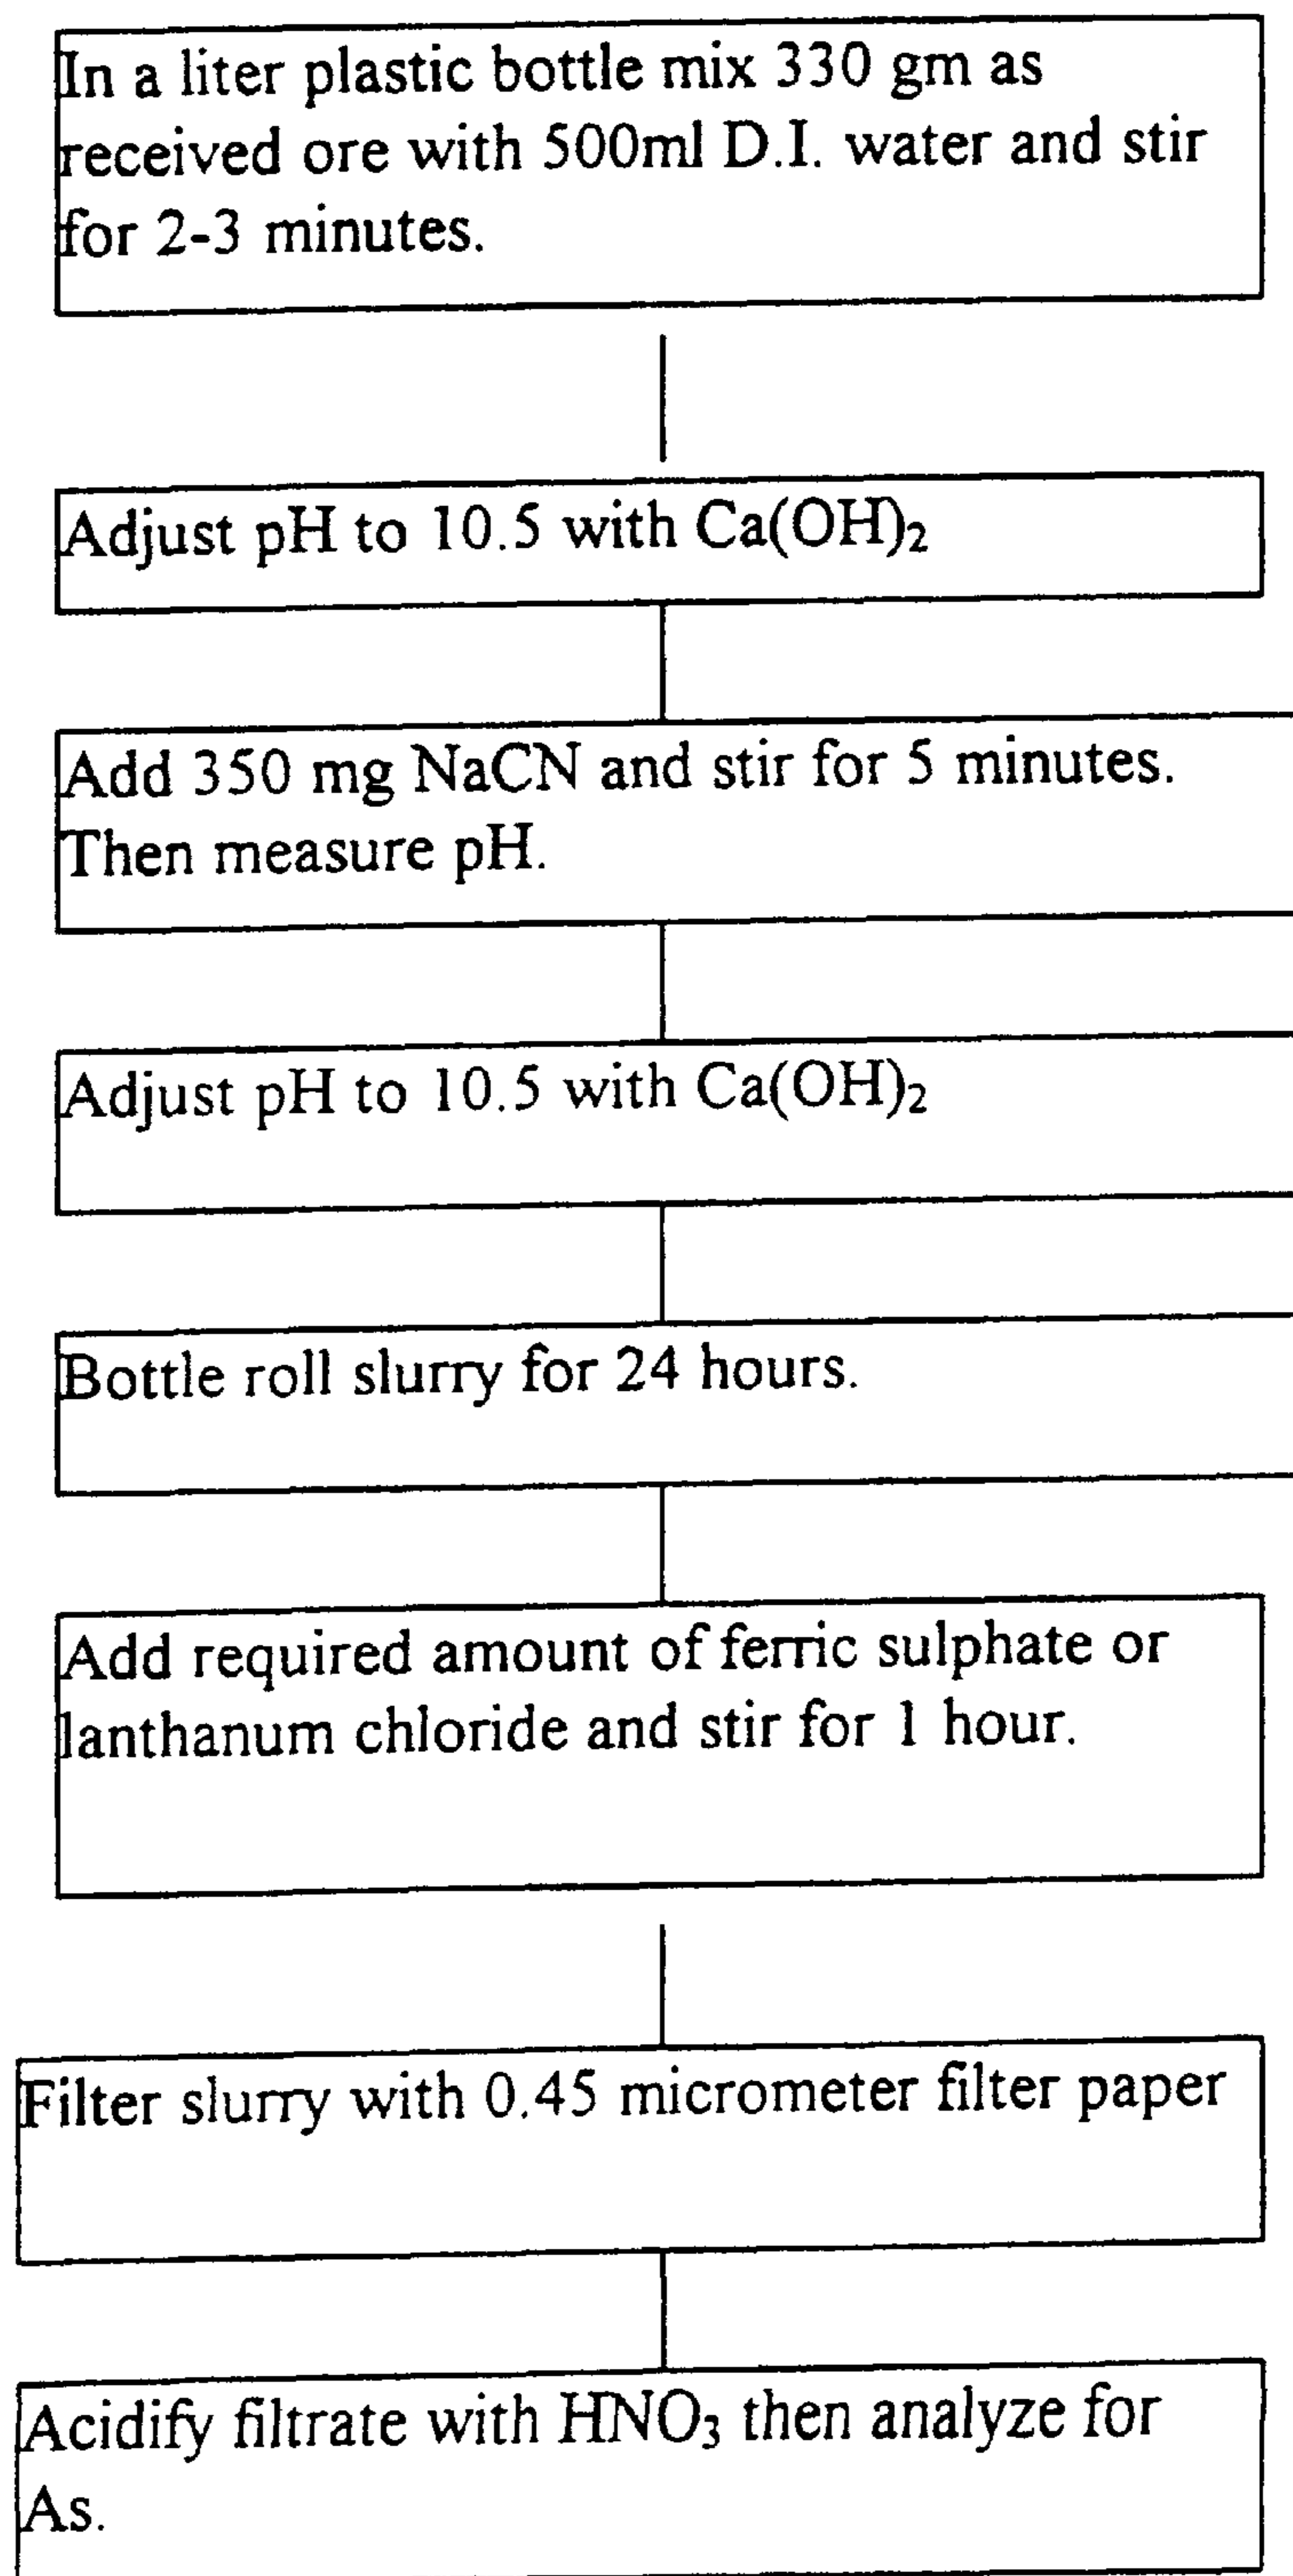 In a liter plastic bottle mix 330 gm as
received ore with 500ml D.I. water and stir
for 2-3 minutes.
Adjust pH to 10.5 with Ca(OH)₂
Add 350 mg NaCN and stir for 5 minutes.
Then measure pH.
Adjust pH to 10.5 with Ca(OH)₂
Bottle roll slurry for 24 hours.
Add required amount of ferric sulphate or
lanthanum chloride and stir for 1 hour.
Filter slurry with 0.45 micrometer filter paper
Acidify filtrate with HNO₃ then analyze for
As.